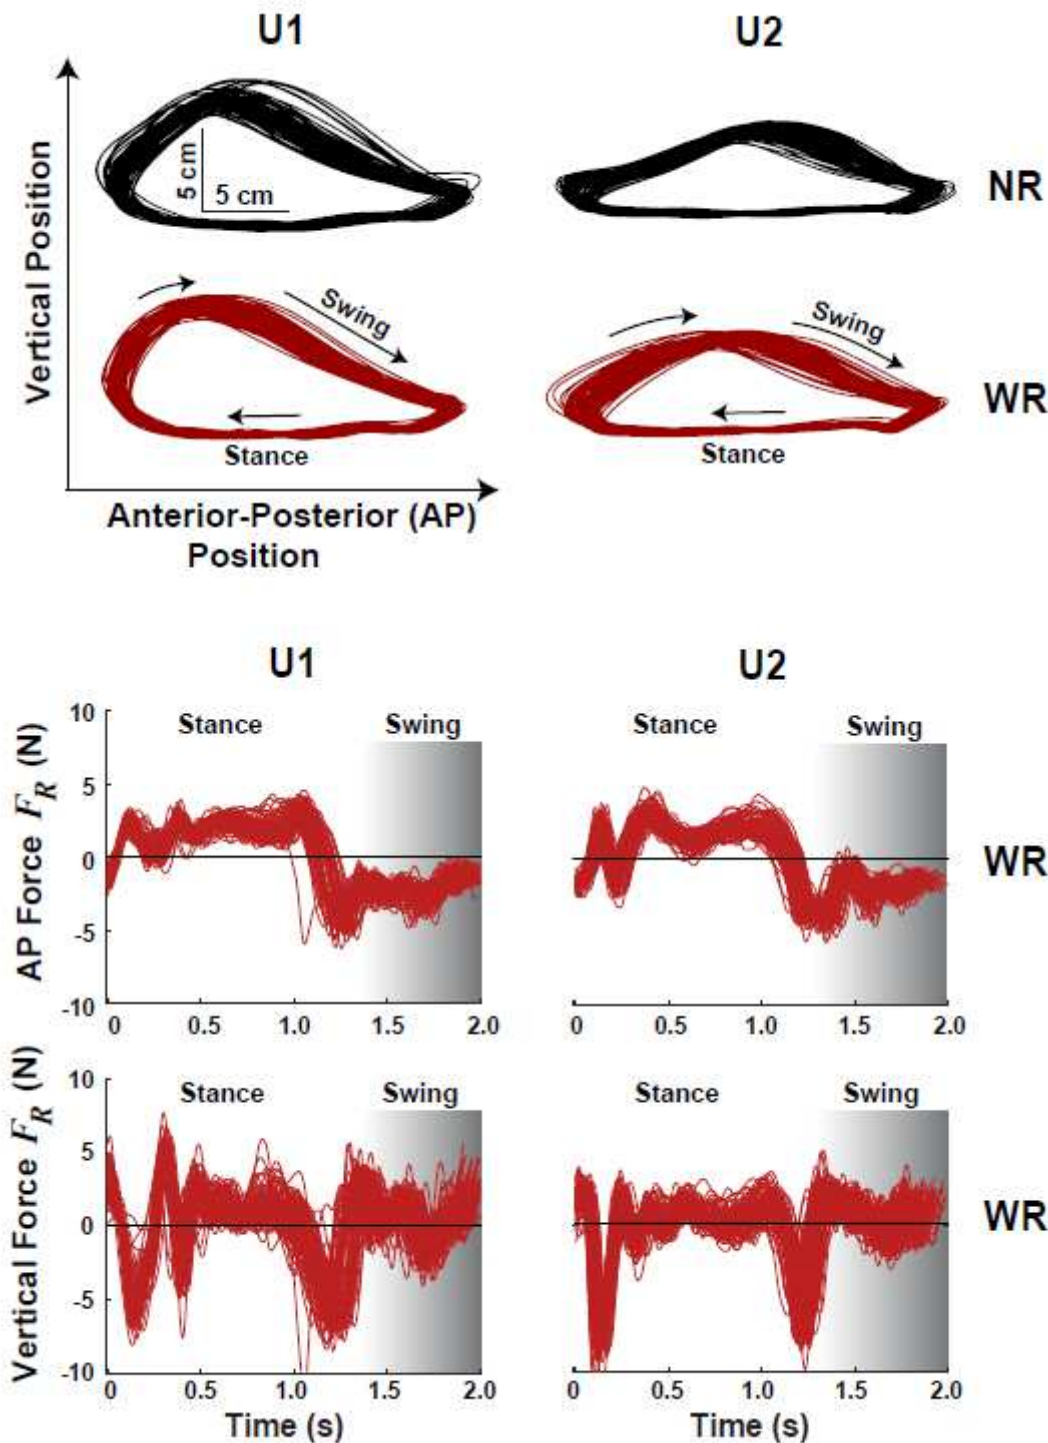 U1 U2
Vertical Position
5 cm
5 cm
NR
Swing
Stance
Swing
Stance
WR
Anterior-Posterior (AP)
Position
U1 U2
AP Force F_R (N)
10
5
0
-5
-10
Stance Swing
0 0.5 1.0 1.5 2.0
Stance Swing
0 0.5 1.0 1.5 2.0
WR
Vertical Force F_R (N)
10
5
0
-5
-10
Stance Swing
0 0.5 1.0 1.5 2.0
Time (s)
Stance Swing
0 0.5 1.0 1.5 2.0
Time (s)
WR